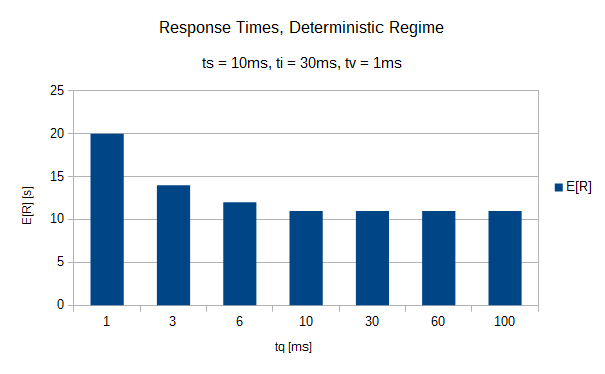 Response Times, Deterministic Regime
ts = 10ms, ti = 30ms, tv = 1ms
25
20
15
10
5
0
E[R] [s]
1 3 6 10 30 60 100
tq [ms]
E[R]